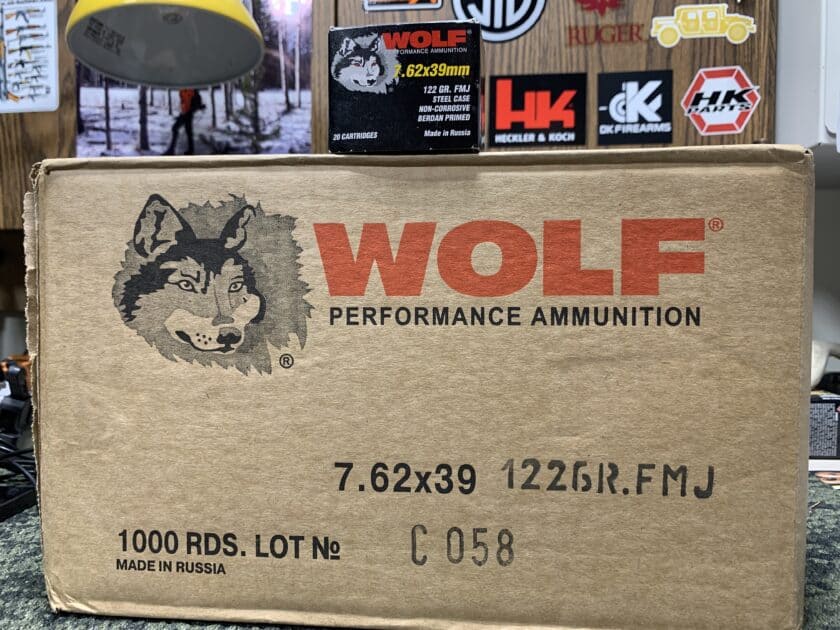 WOLF
PERFORMANCE AMMUNITION
7.62x39mm
122 GR. FMJ
STEEL CASE
NON-CORROSIVE
BERDAN PRIMED
20 CARTRIDGES
Made in Russia
SIG
RUGER
HK
HECKLER & KOCH
DK
DK FIREARMS
HK
PARTS
WOLF®
PERFORMANCE AMMUNITION
®
7.62x39 122GR.FMJ
1000 RDS. LOT № C 058
MADE IN RUSSIA